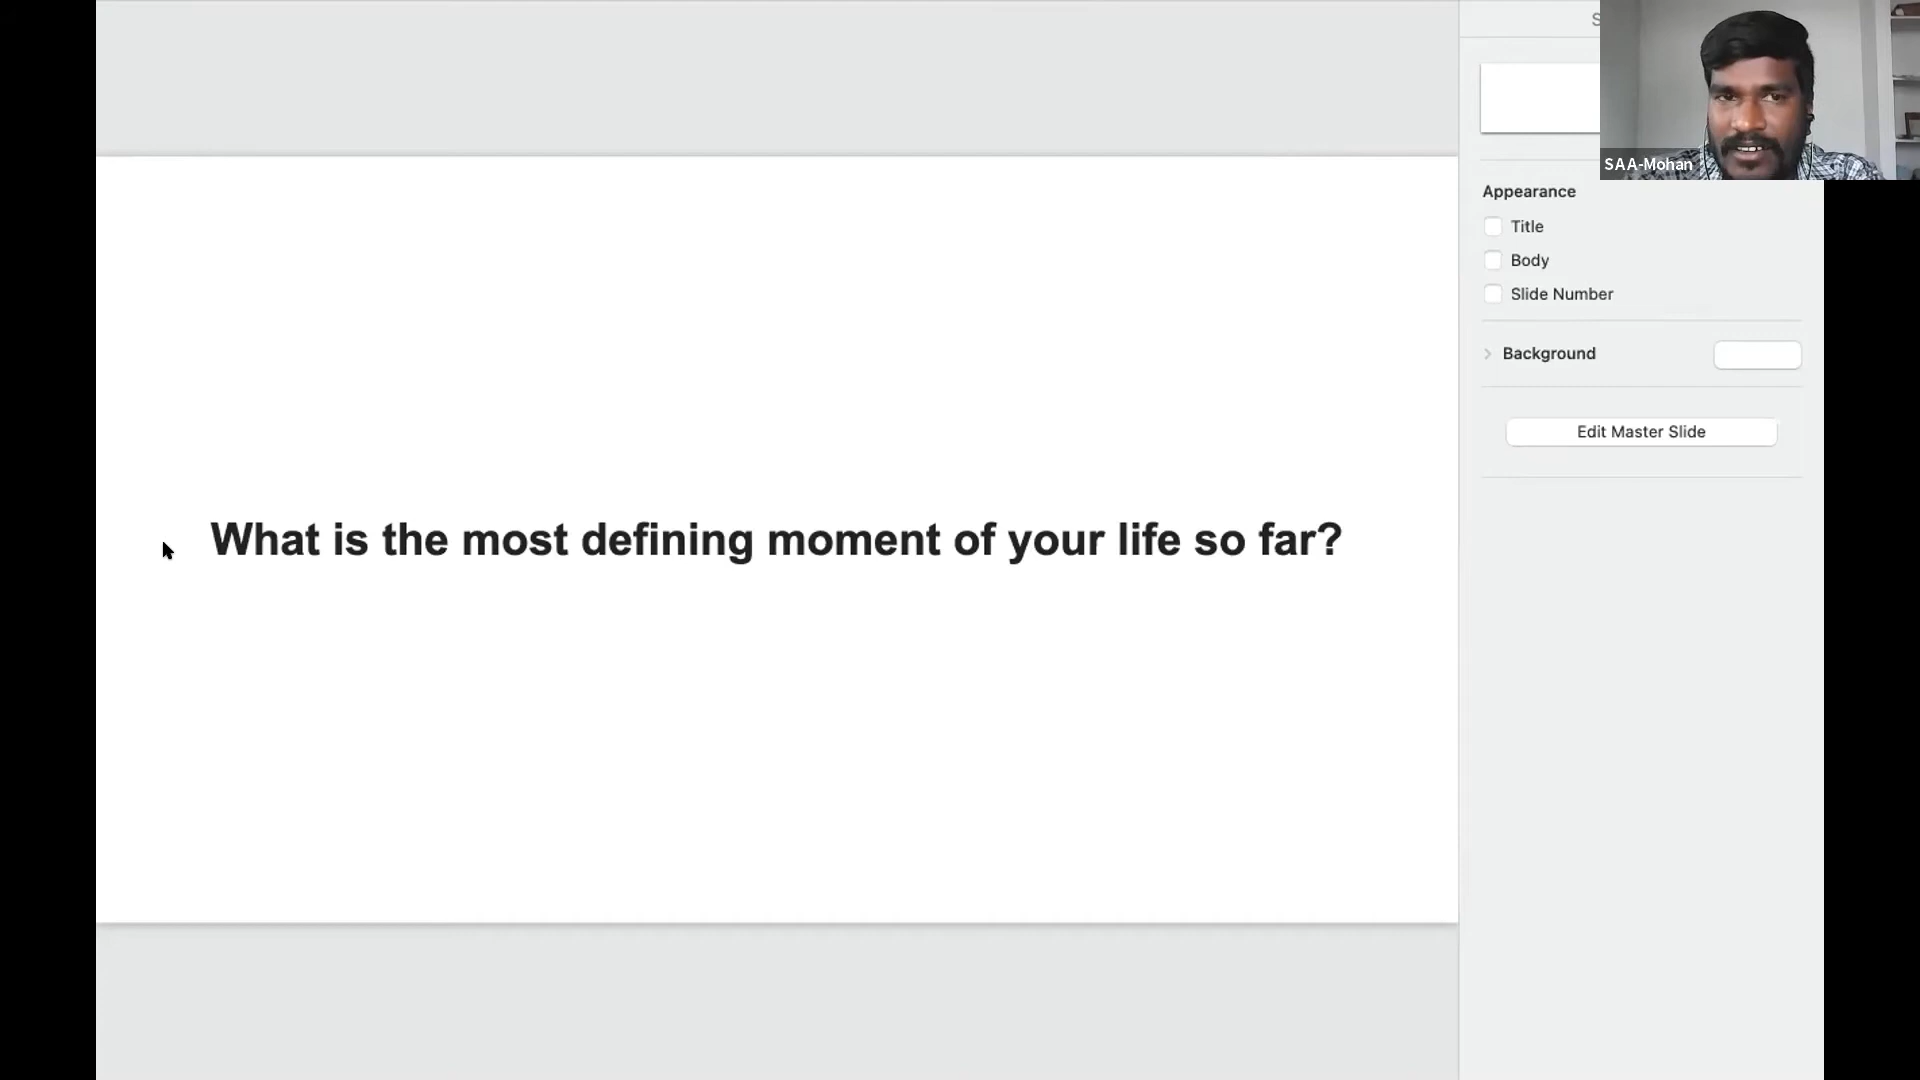 SAA-Mohan
Appearance
Title
Body
Slide Number
Background
Edit Master Slide
What is the most defining moment of your life so far?